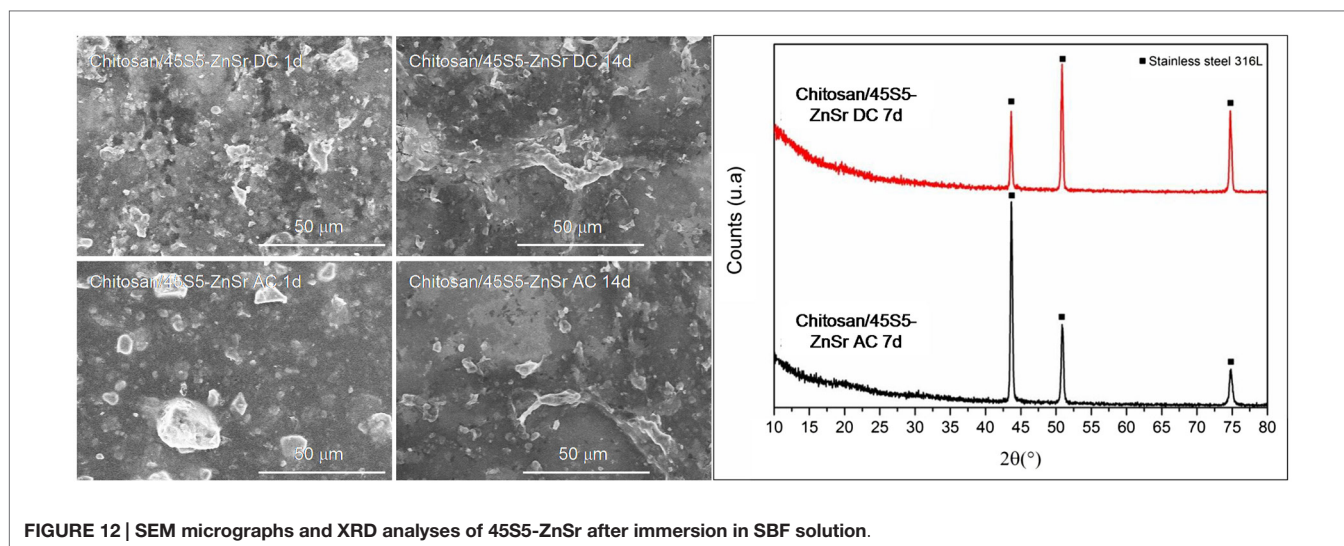 Chitosan/45S5-ZnSr DC 1d
50 μm
Chitosan/45S5-ZnSr DC 14d
50 μm
Chitosan/45S5-ZnSr AC 1d
50 μm
Chitosan/45S5-ZnSr AC 14d
50 μm
Counts (u.a)
■ Stainless steel 316L
Chitosan/45S5-
ZnSr DC 7d
Chitosan/45S5-
ZnSr AC 7d
10 15 20 25 30 35 40 45 50 55 60 65 70 75 80
2θ(°)
FIGURE 12 | SEM micrographs and XRD analyses of 45S5-ZnSr after immersion in SBF solution.